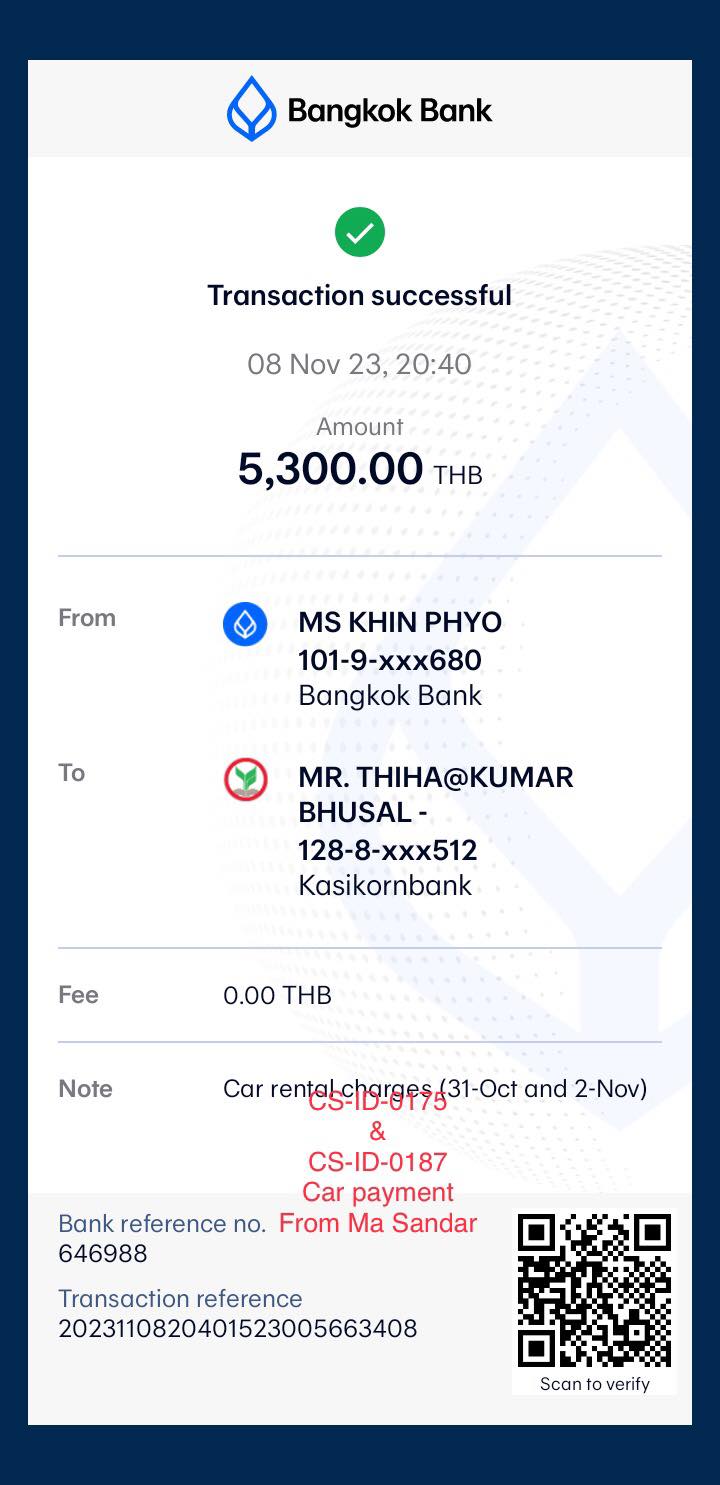 Bangkok Bank
Transaction successful
08 Nov 23, 20:40
Amount
5,300.00 THB
From
MS KHIN PHYO
101-9-xxx680
Bangkok Bank
To
MR. THIHA@KUMAR
BHUSAL -
128-8-xxx512
Kasikornbank
Fee
0.00 THB
Note
Car rental charges (31-Oct and 2-Nov)
CS-ID-0175
&
CS-ID-0187
Car payment
From Ma Sandar
Bank reference no.
646988
Transaction reference
2023110820401523005663408
Scan to verify